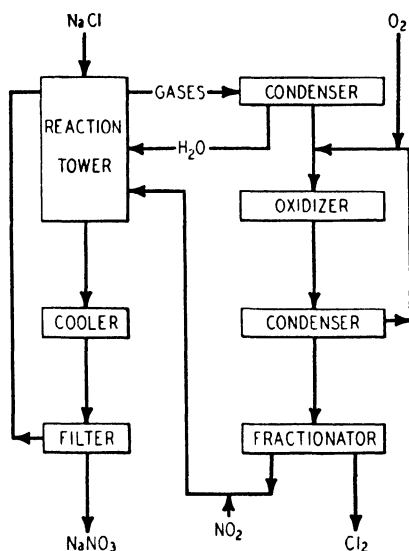 NaCl
O₂
GASES
CONDENSER
REACTION
TOWER
H₂O
OXIDIZER
COOLER
CONDENSER
FILTER
FRACTIONATOR
NO₂
NaNO₃
Cl₂